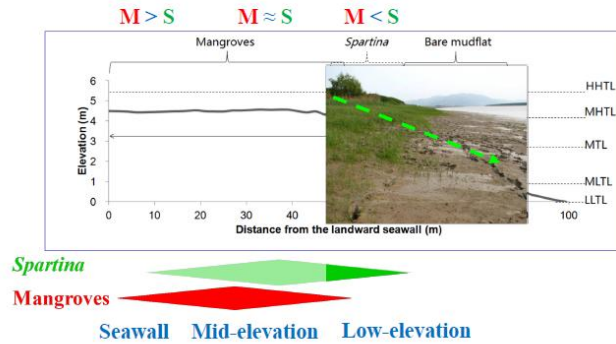 M > S M ≈ S M < S
Mangroves Spartina Bare mudflat
HHTL
MHTL
MTL
MLTL
LLTL
Elevation (m)
6
5
4
3
2
1
0
0 10 20 30 40 100
Distance from the landward seawall (m)
Spartina
Mangroves
Seawall Mid-elevation Low-elevation